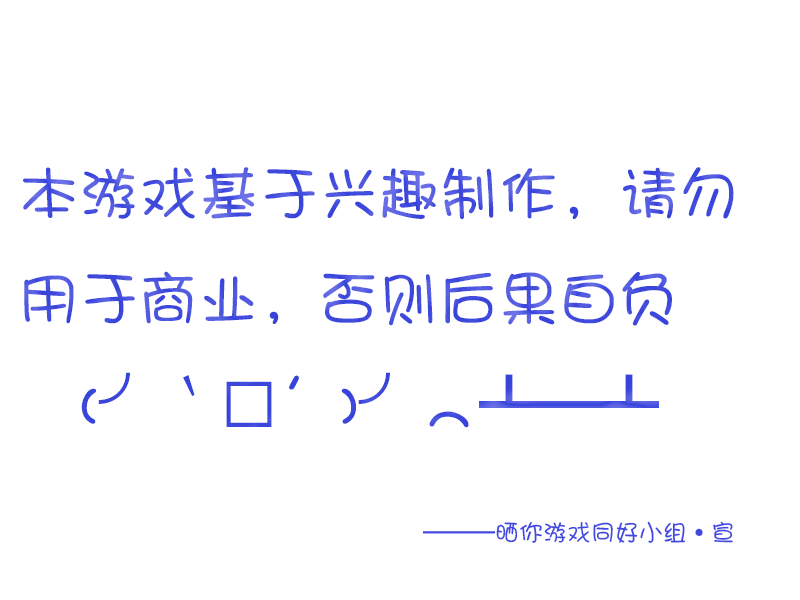 本游戏基于兴趣制作，请勿
用于商业，否则后果自负
(╯‵□′)╯︵┻━┻
———晒你游戏同好小组•宣